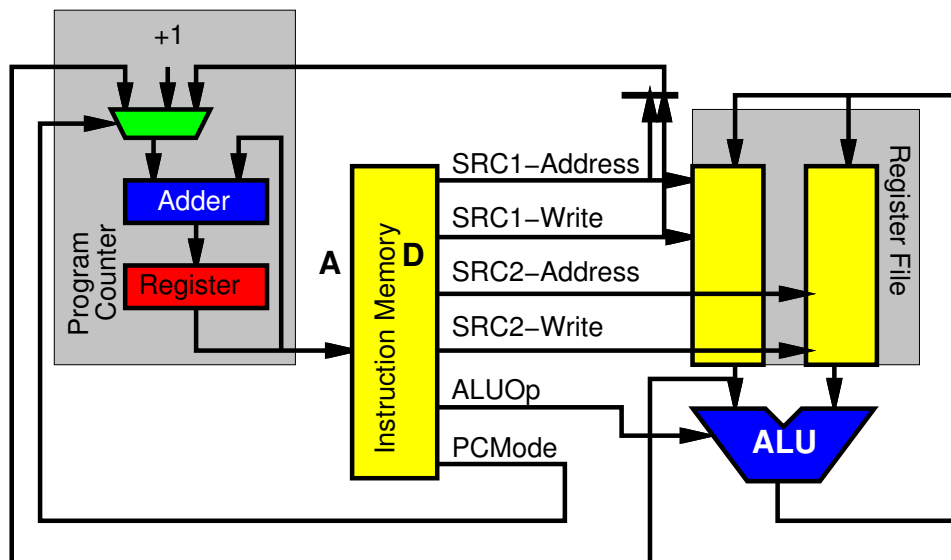 +1
Adder
Register
Program
Counter
A
D
Instruction Memory
SRC1-Address
SRC1-Write
SRC2-Address
SRC2-Write
ALUOp
PCMode
Register File
ALU